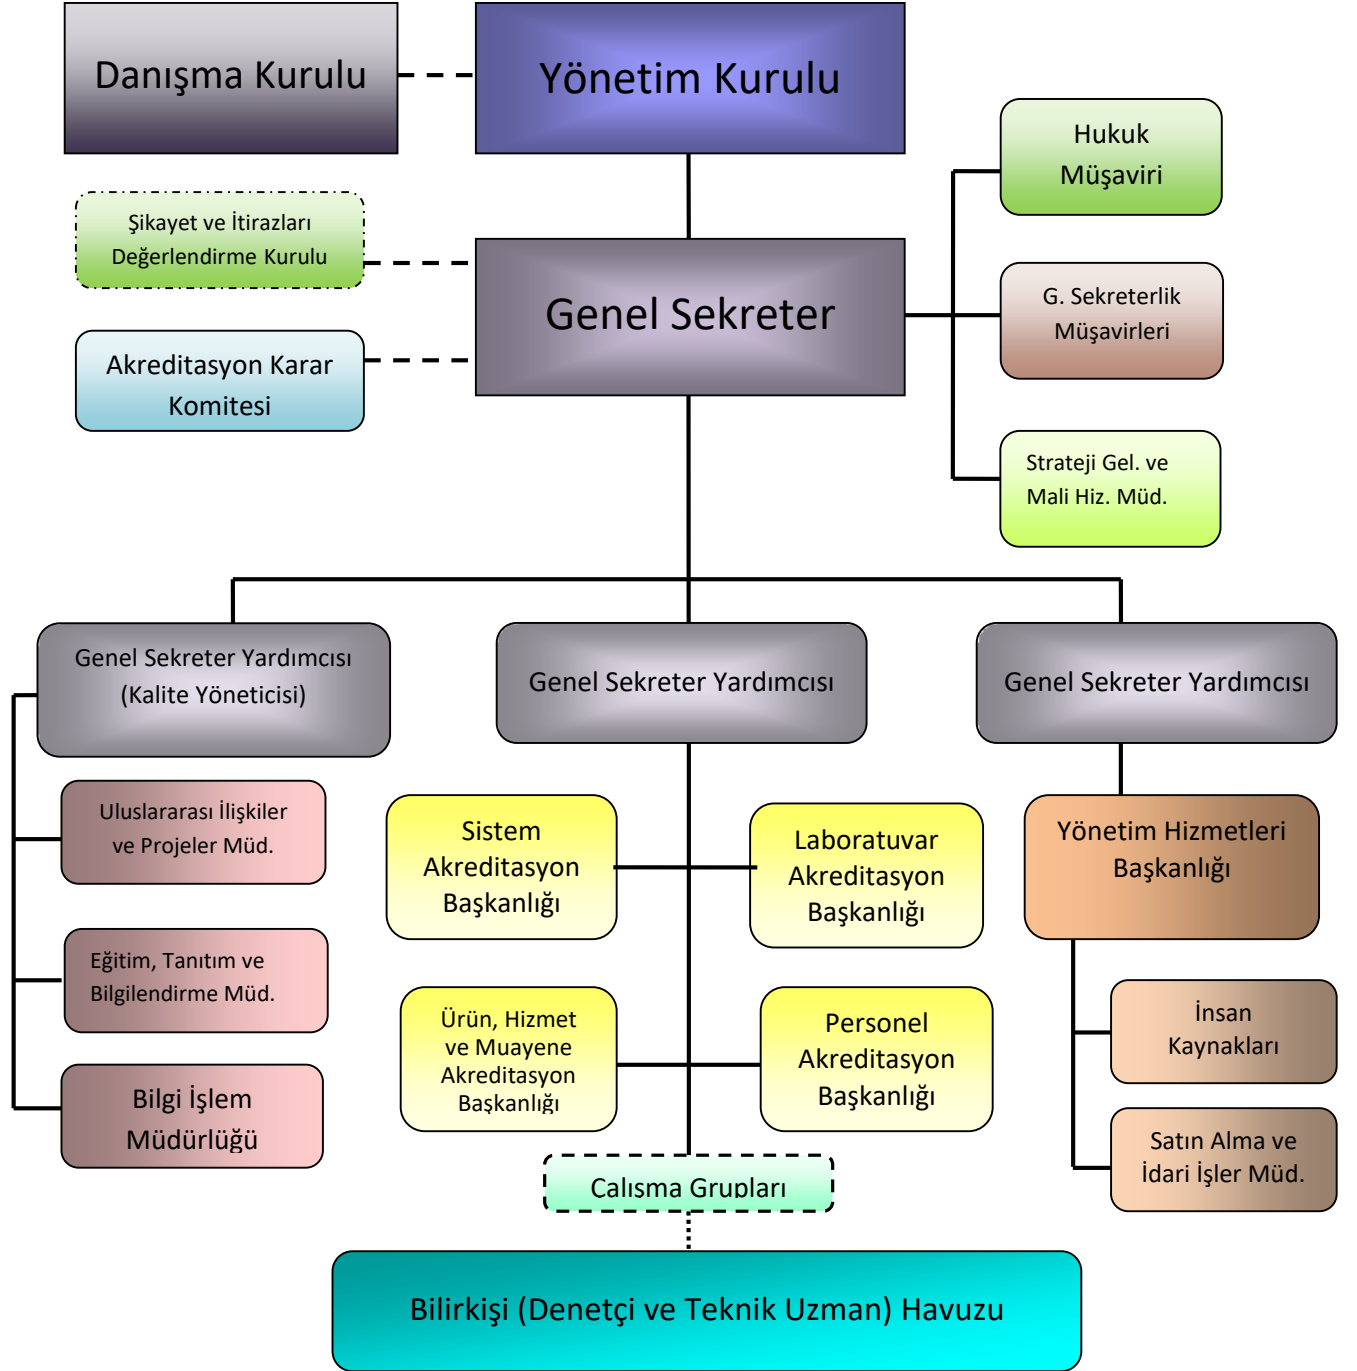 Danışma Kurulu
Yönetim Kurulu
Hukuk
Müşaviri
Şikayet ve İtirazları
Değerlendirme Kurulu
Genel Sekreter
G. Sekreterlik
Müşavirleri
Akreditasyon Karar
Komitesi
Strateji Gel. ve
Mali Hiz. Müd.
Genel Sekreter Yardımcısı
(Kalite Yöneticisi)
Genel Sekreter Yardımcısı
Genel Sekreter Yardımcısı
Uluslararası İlişkiler
ve Projeler Müd.
Eğitim, Tanıtım ve
Bilgilendirme Müd.
Bilgi İşlem
Müdürlüğü
Sistem
Akreditasyon
Başkanlığı
Laboratuvar
Akreditasyon
Başkanlığı
Ürün, Hizmet
ve Muayene
Akreditasyon
Başkanlığı
Personel
Akreditasyon
Başkanlığı
Yönetim Hizmetleri
Başkanlığı
İnsan
Kaynakları
Satın Alma ve
İdari İşler Müd.
Çalışma Grupları
Bilirkişi (Denetçi ve Teknik Uzman) Havuzu